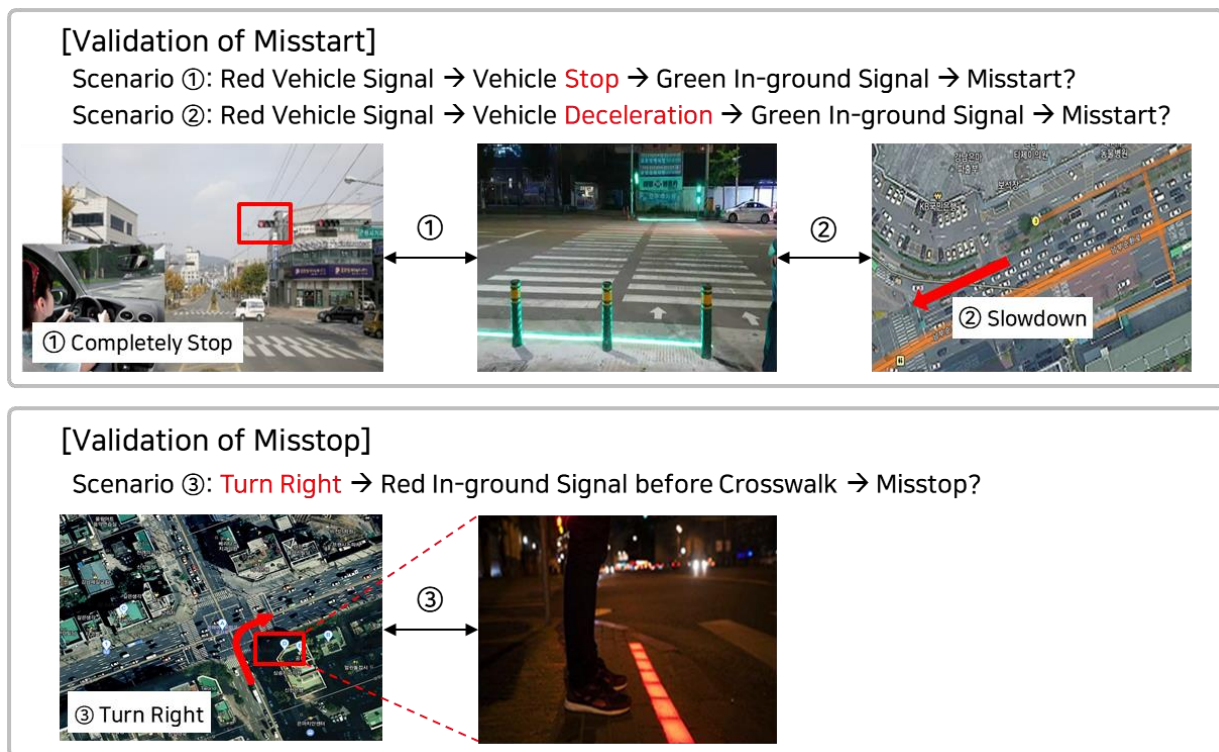 [Validation of Misstart]
Scenario ①: Red Vehicle Signal → Vehicle Stop → Green In-ground Signal → Misstart?
Scenario ②: Red Vehicle Signal → Vehicle Deceleration → Green In-ground Signal → Misstart?
① Completely Stop
①
②
② Slowdown
[Validation of Misstop]
Scenario ③: Turn Right → Red In-ground Signal before Crosswalk → Misstop?
③
③ Turn Right